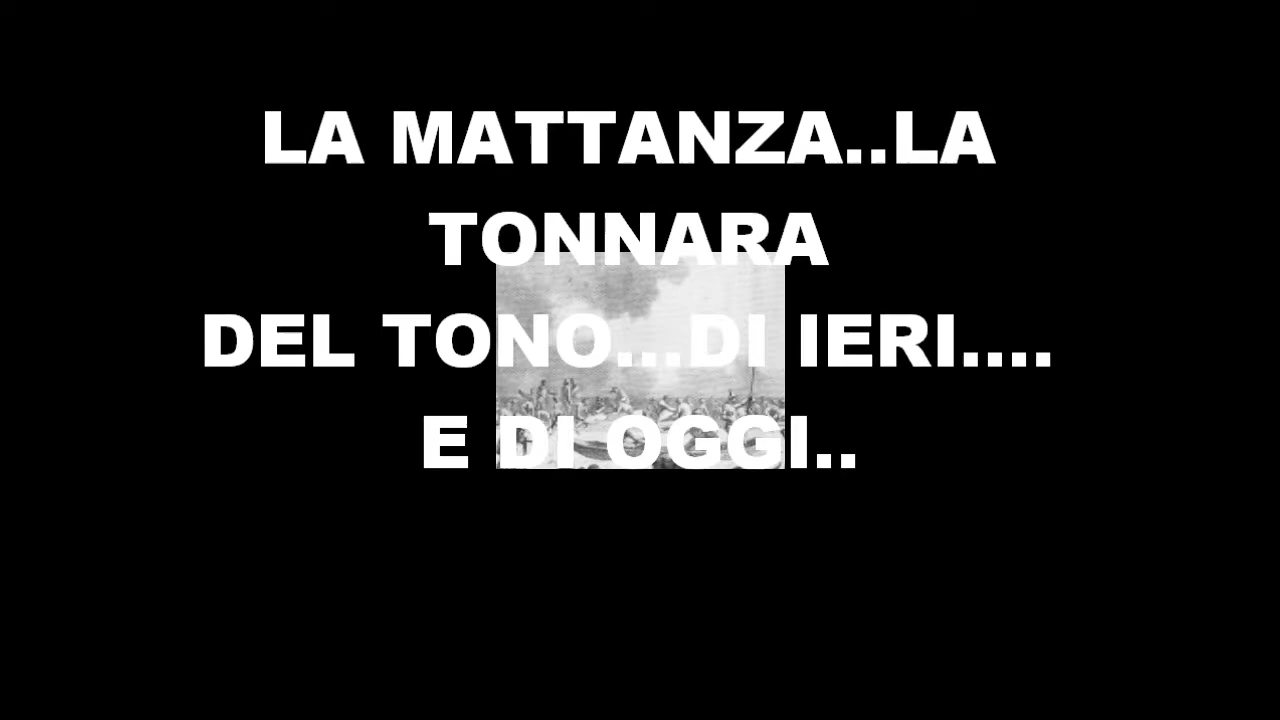 LA MATTANZA..LA
TONNARA
DEL TONO...DI IERI....
E DI OGGI..